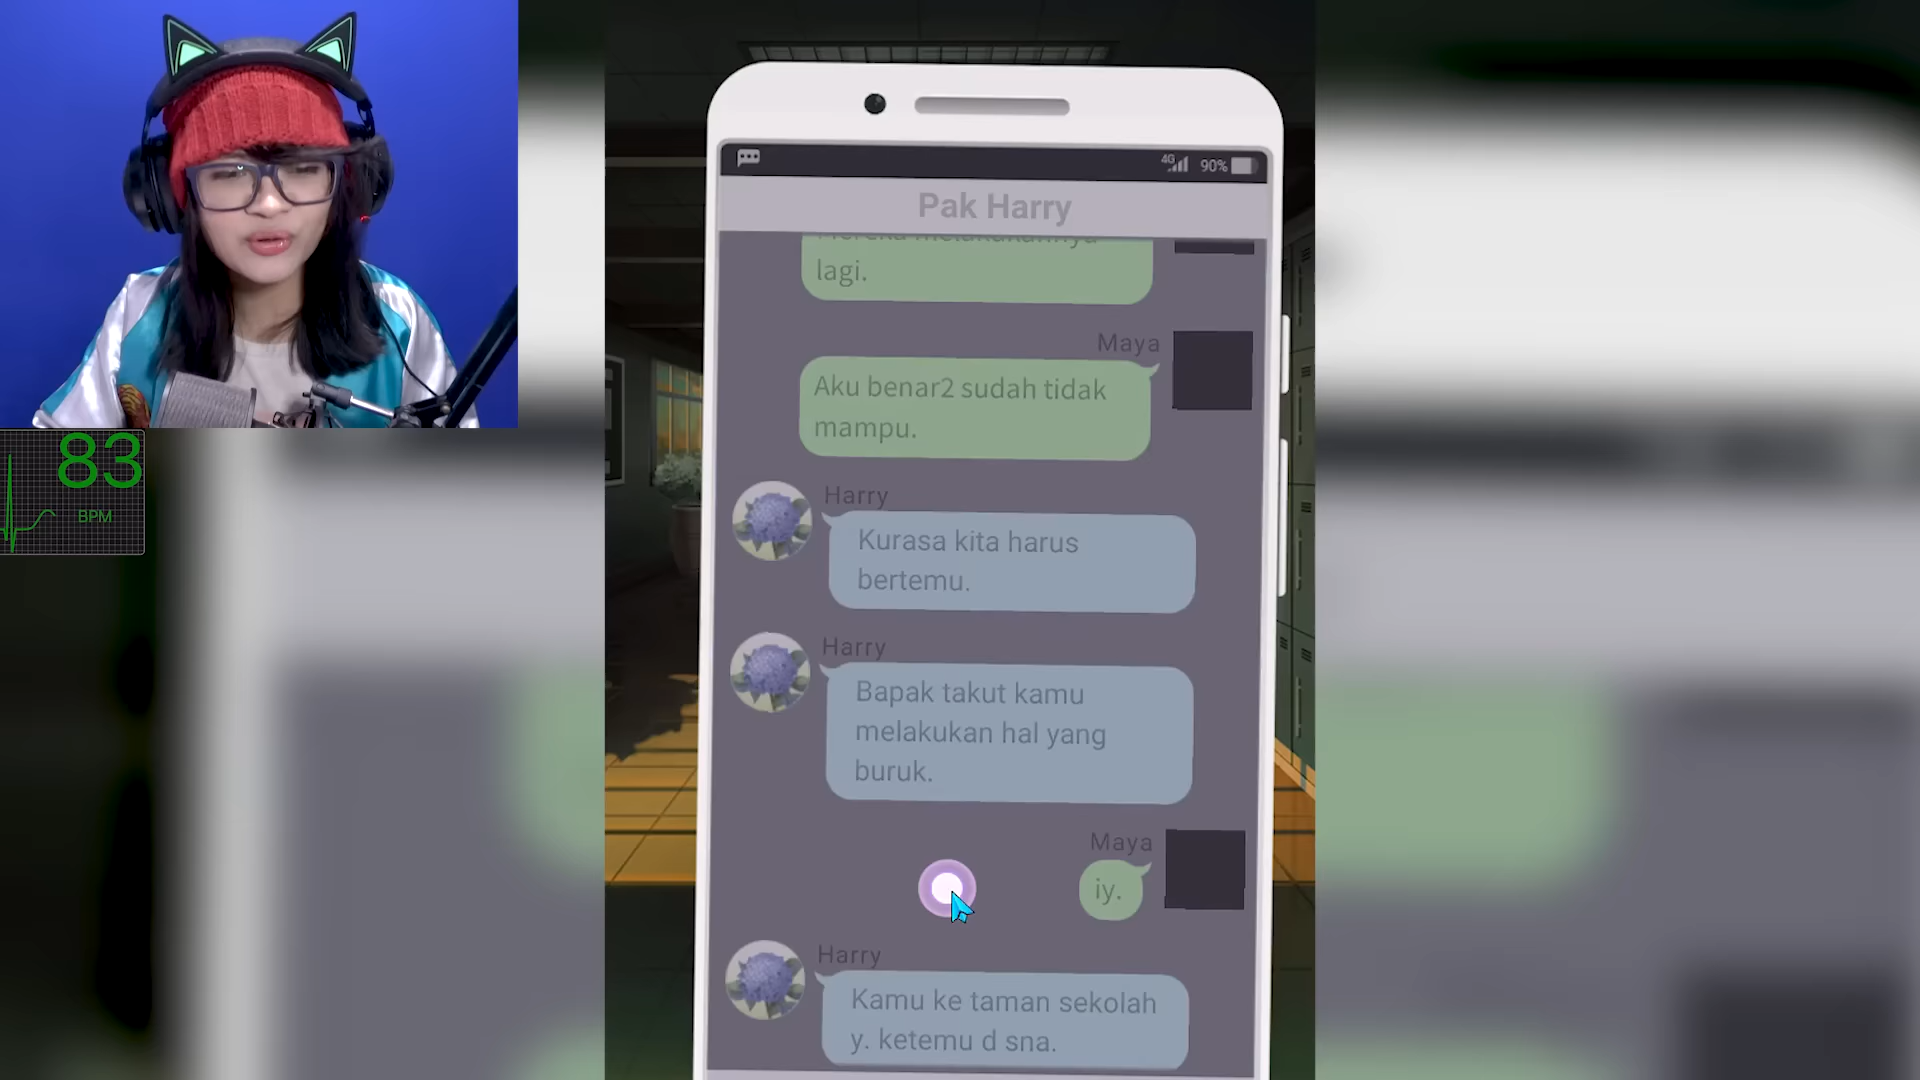 4G 90%
Pak Harry
lagi.
Maya
Aku benar2 sudah tidak
mampu.
Harry
Kurasa kita harus
bertemu.
Harry
Bapak takut kamu
melakukan hal yang
buruk.
Maya
iy.
Harry
Kamu ke taman sekolah
y. ketemu d sna.
83
BPM